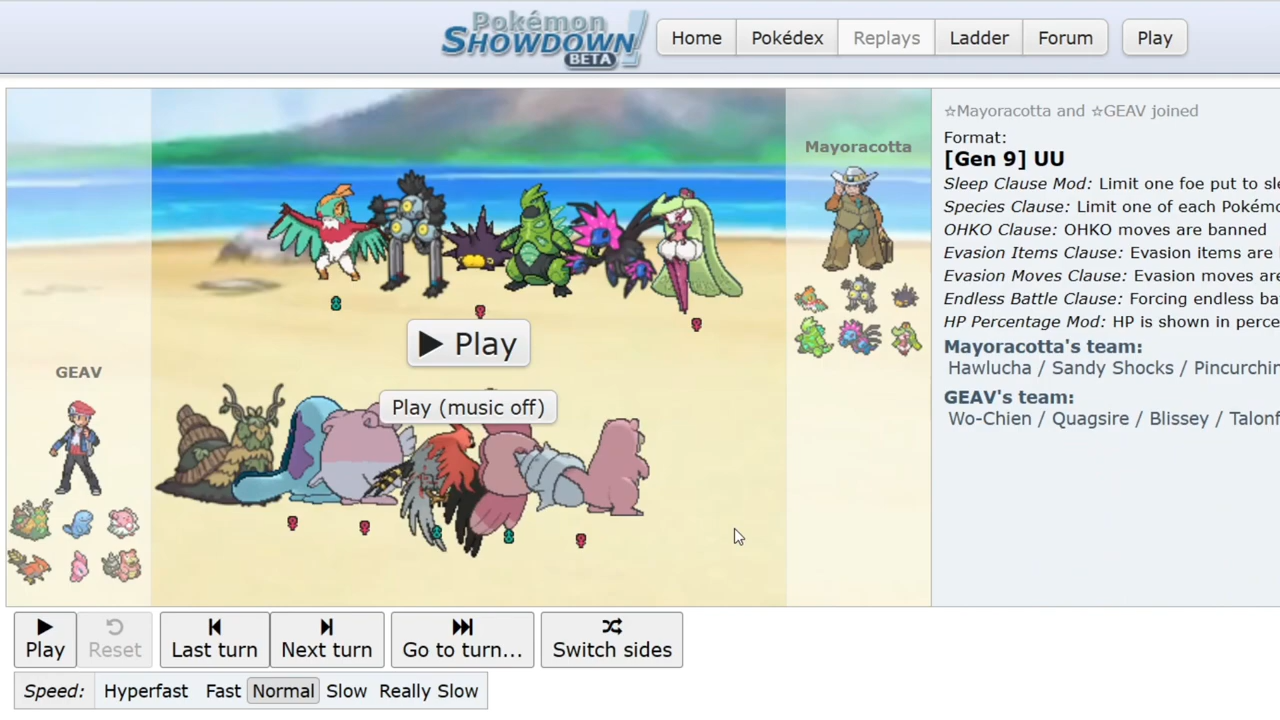 Pokémon
SHOWDOWN!
BETA
Home
Pokédex
Replays
Ladder
Forum
Play
☆Mayoracotta and ☆GEAV joined
Format:
[Gen 9] UU
Sleep Clause Mod: Limit one foe put to sle
Species Clause: Limit one of each Pokémo
OHKO Clause: OHKO moves are banned
Evasion Items Clause: Evasion items are
Evasion Moves Clause: Evasion moves are
Endless Battle Clause: Forcing endless ba
HP Percentage Mod: HP is shown in perce
Mayoracotta's team:
Hawlucha / Sandy Shocks / Pincurchin
GEAV's team:
Wo-Chien / Quagsire / Blissey / Talonf
Mayoracotta
GEAV
Play
Play (music off)
Play
Reset
Last turn
Next turn
Go to turn...
Switch sides
Speed:
Hyperfast
Fast
Normal
Slow
Really Slow